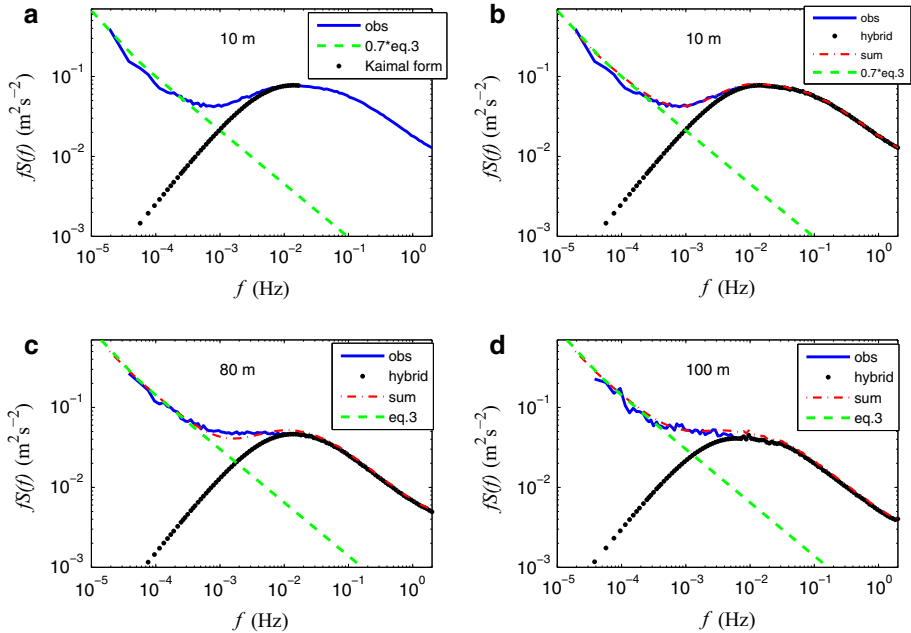 a
10 m
obs
0.7*eq.3
Kaimal form
fS(f) (m² s⁻²)
10⁻¹
10⁻²
10⁻³
10⁻⁵ 10⁻⁴ 10⁻³ 10⁻² 10⁻¹ 10⁰
f (Hz)
b
10 m
obs
hybrid
sum
0.7*eq.3
fS(f) (m² s⁻²)
10⁻¹
10⁻²
10⁻³
10⁻⁵ 10⁻⁴ 10⁻³ 10⁻² 10⁻¹ 10⁰
f (Hz)
c
80 m
obs
hybrid
sum
eq.3
fS(f) (m² s⁻²)
10⁻¹
10⁻²
10⁻³
10⁻⁵ 10⁻⁴ 10⁻³ 10⁻² 10⁻¹ 10⁰
f (Hz)
d
100 m
obs
hybrid
sum
eq.3
fS(f) (m² s⁻²)
10⁻¹
10⁻²
10⁻³
10⁻⁵ 10⁻⁴ 10⁻³ 10⁻² 10⁻¹ 10⁰
f (Hz)